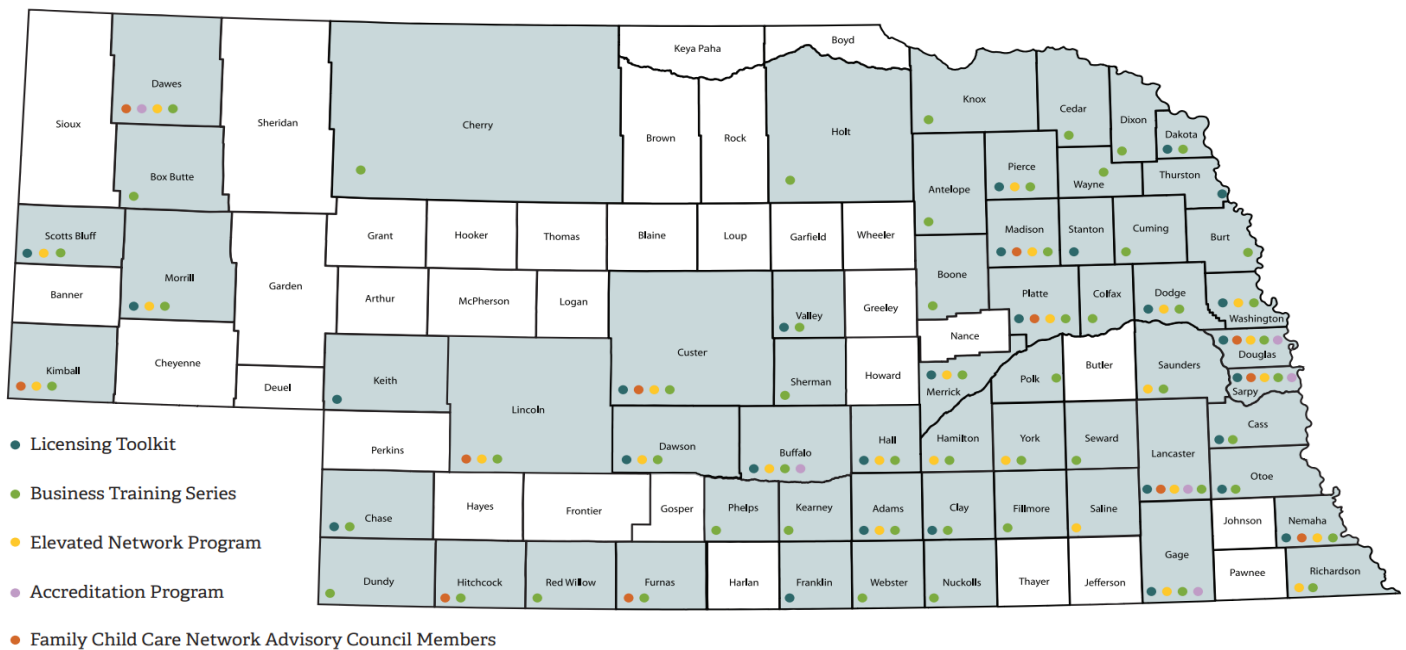 Keya Paha
Boyd
Dawes
Sioux
Sheridan
Cherry
Brown
Rock
Holt
Knox
Cedar
Dixon
Dakota
Box Butte
Antelope
Pierce
Wayne
Thurston
Scotts Bluff
Grant
Hooker
Thomas
Blaine
Loup
Garfield
Wheeler
Madison
Stanton
Cuming
Burt
Morrill
Garden
Banner
Arthur
McPherson
Logan
Valley
Greeley
Boone
Platte
Colfax
Dodge
Washington
Kimball
Cheyenne
Deuel
Keith
Lincoln
Custer
Sherman
Howard
Nance
Merrick
Polk
Butler
Saunders
Douglas
Sarpy
Perkins
Dawson
Buffalo
Hall
Hamilton
York
Seward
Lancaster
Cass
Otoe
Chase
Hayes
Frontier
Gosper
Phelps
Kearney
Adams
Clay
Fillmore
Saline
Johnson
Nemaha
Dundy
Hitchcock
Red Willow
Furnas
Harlan
Franklin
Webster
Nuckolls
Thayer
Jefferson
Gage
Pawnee
Richardson
Licensing Toolkit
Business Training Series
Elevated Network Program
Accreditation Program
Family Child Care Network Advisory Council Members